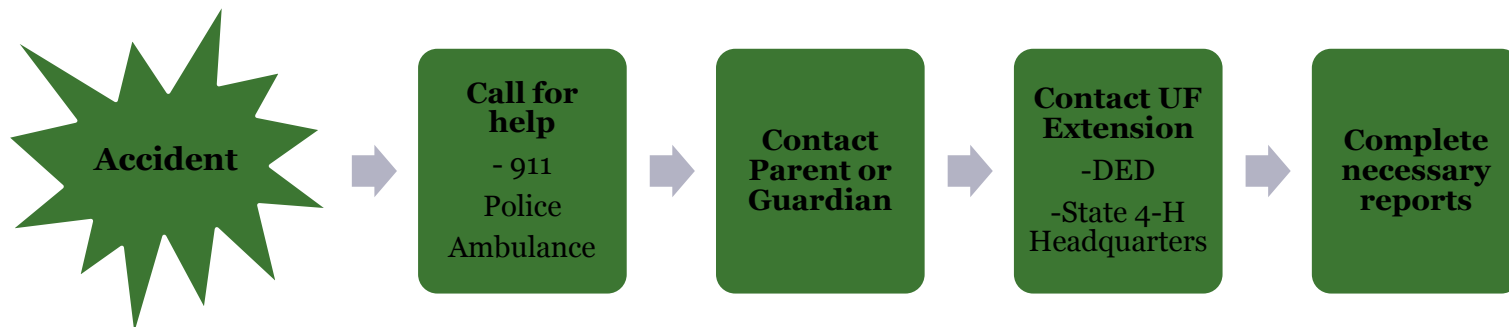 Accident
Call for
help
- 911
Police
Ambulance
Contact
Parent or
Guardian
Contact UF
Extension
-DED
-State 4-H
Headquarters
Complete
necessary
reports